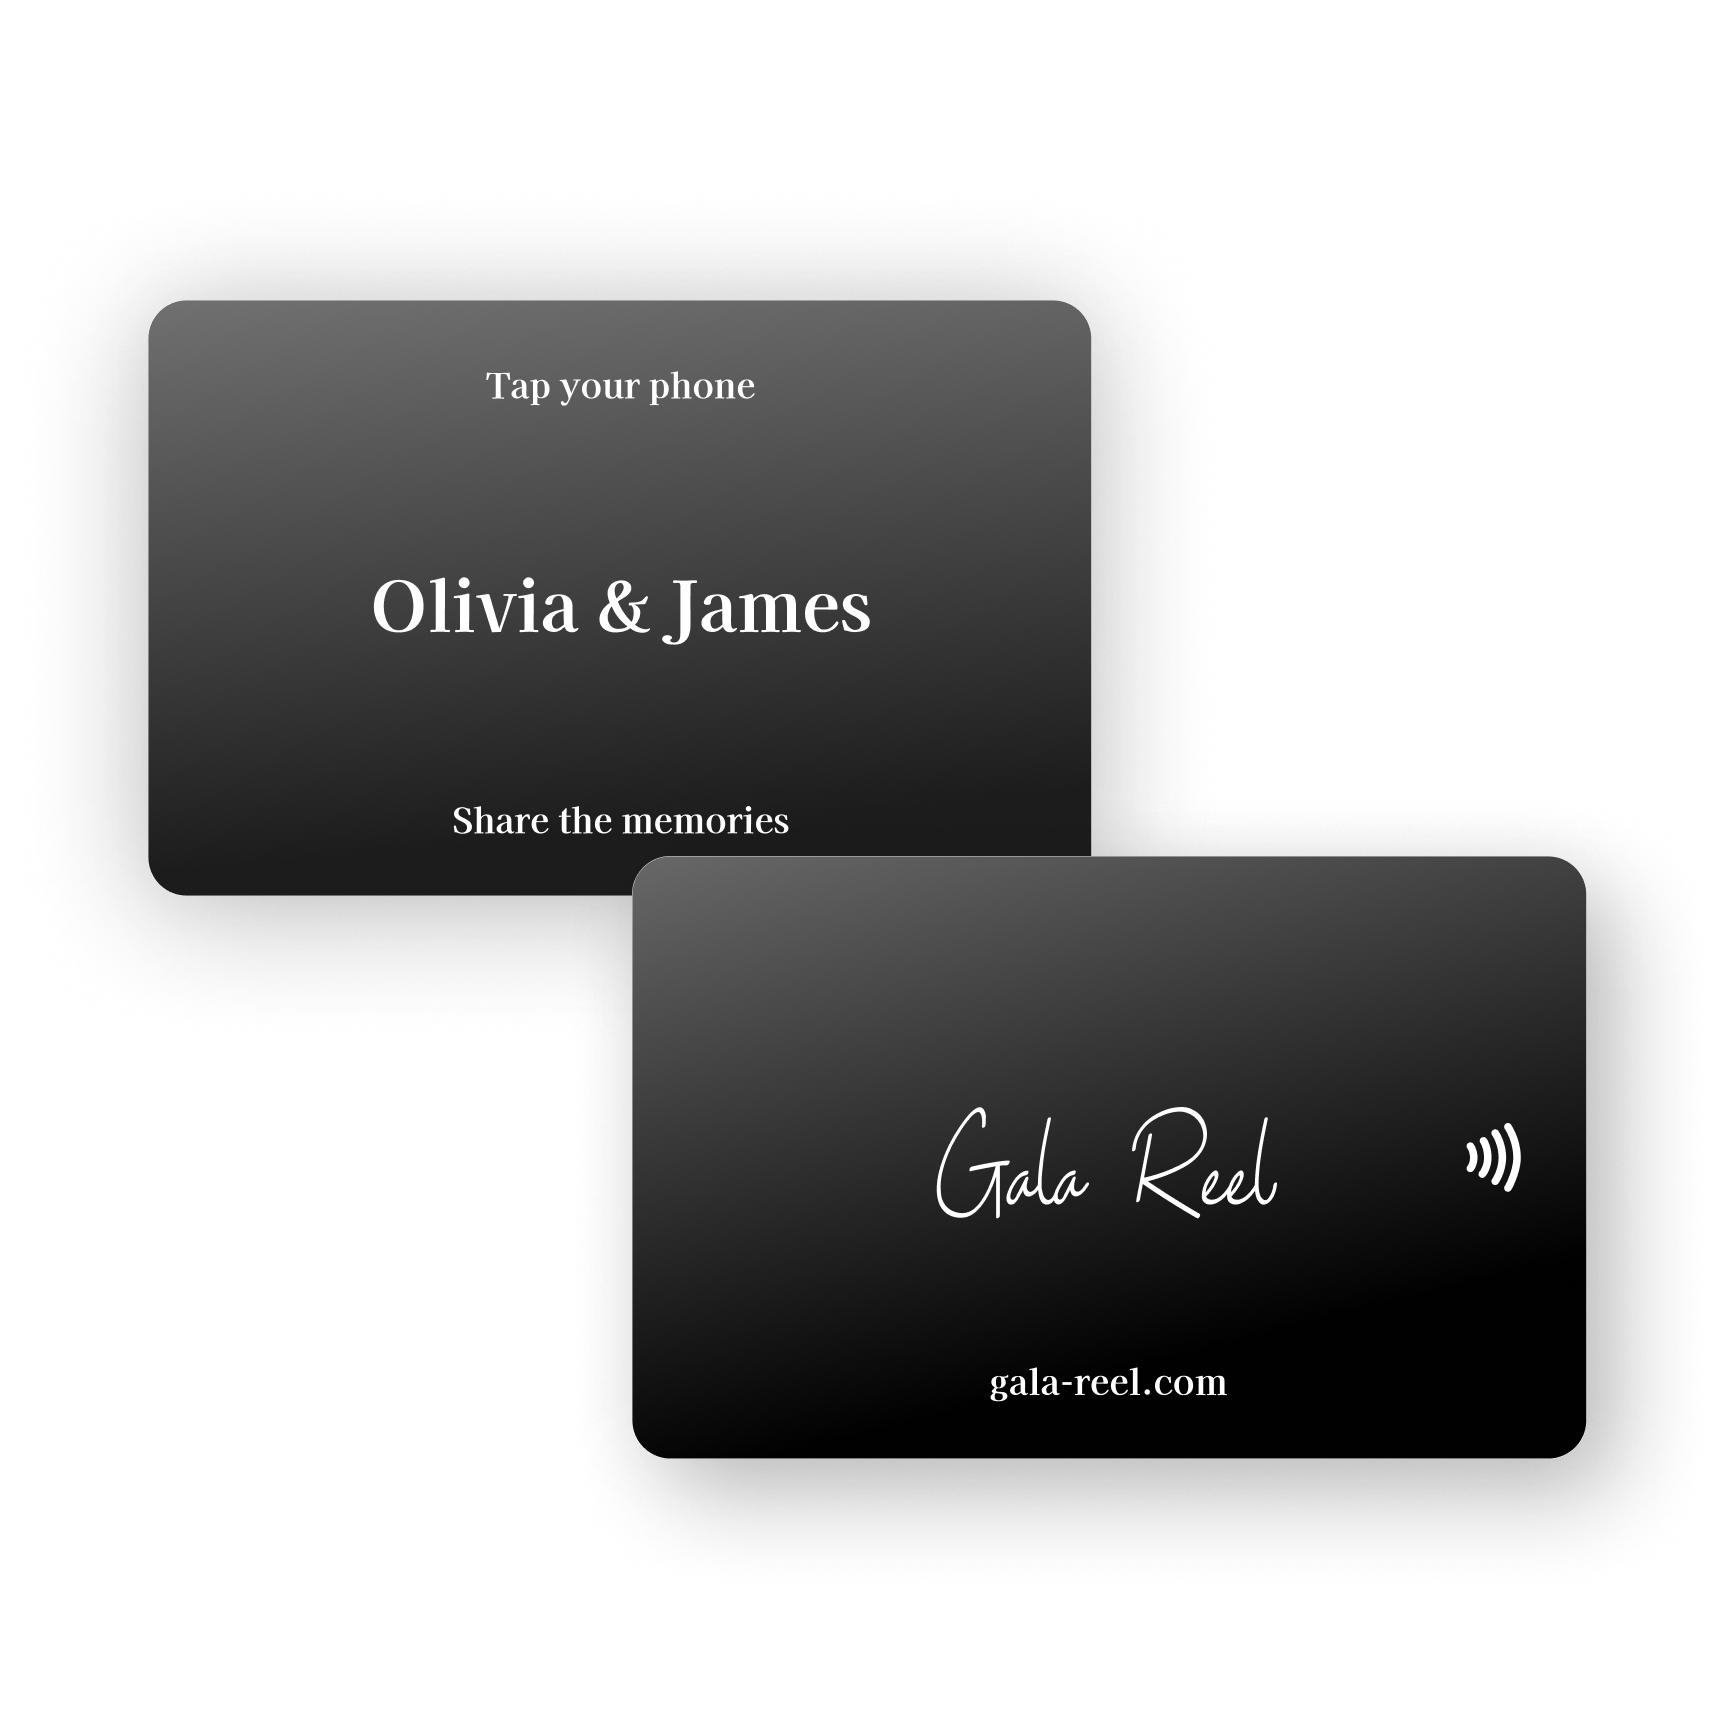 Tap your phone
Olivia & James
Share the memories
Gala Reel
gala-reel.com